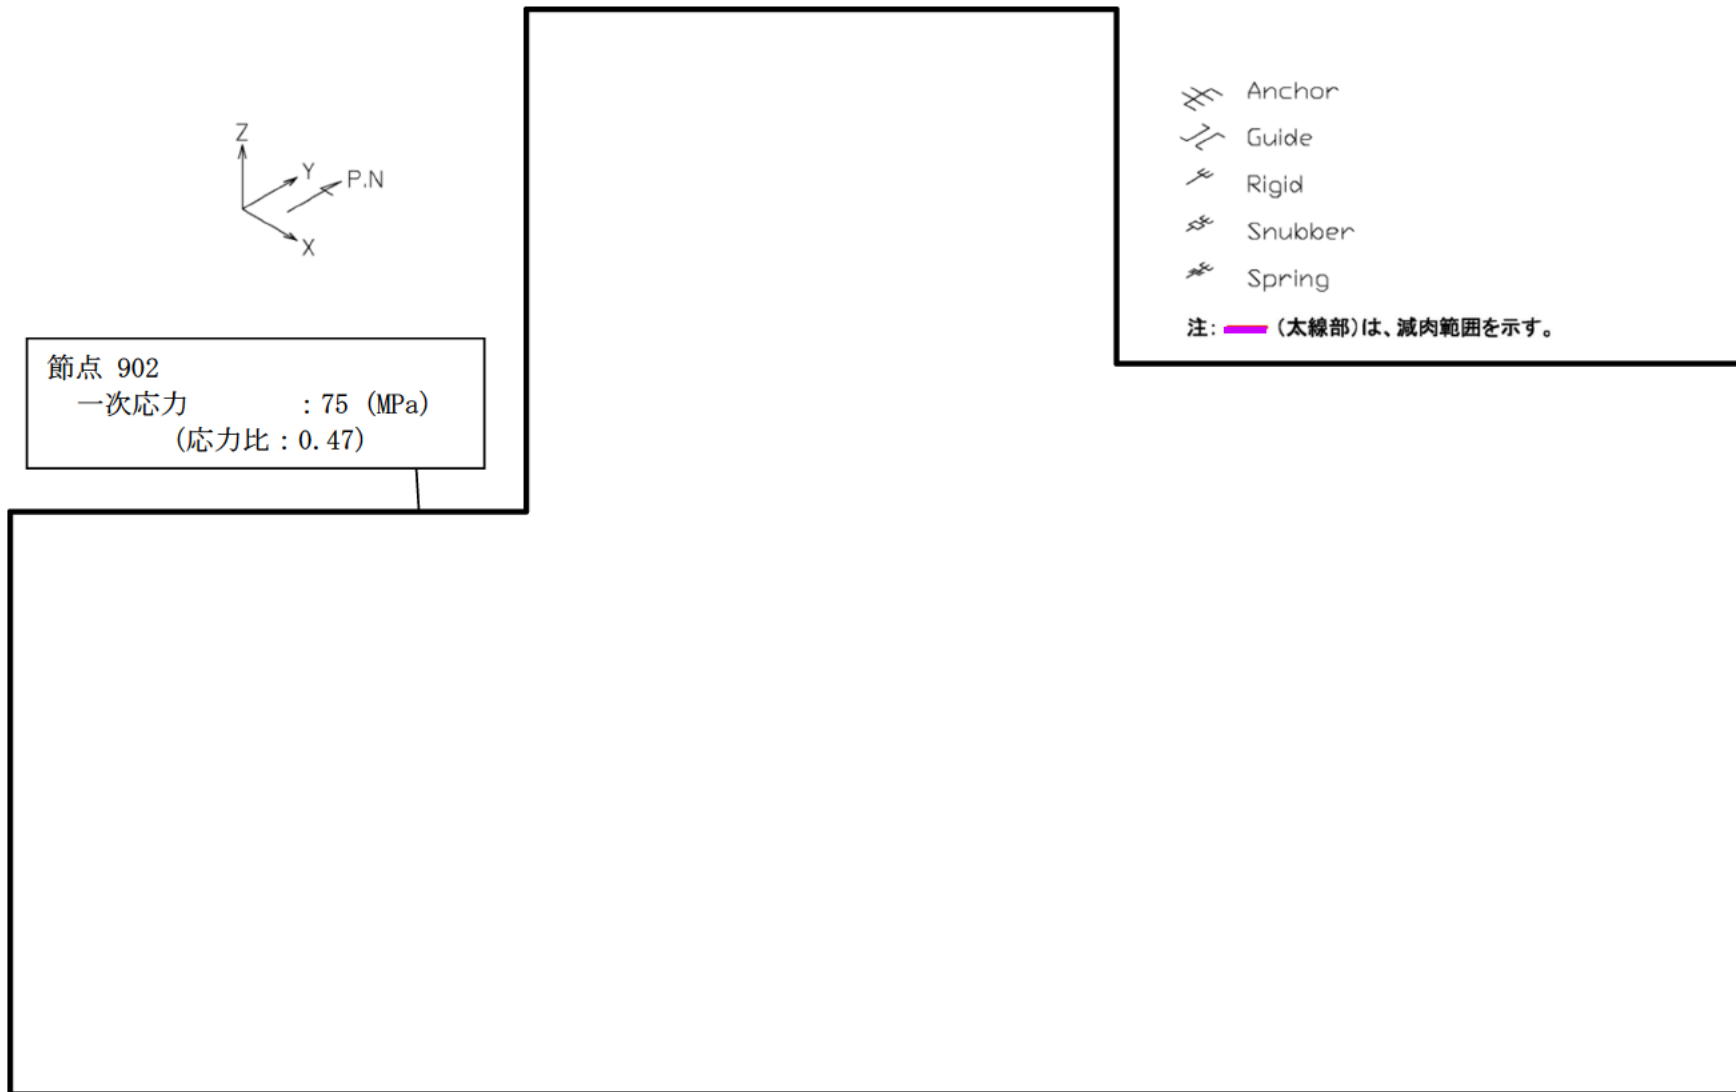 Z
Y
P.N
X
Anchor
Guide
Rigid
Snubber
Spring
注: (太線部)は、減肉範囲を示す。
節点 902
一次応力 : 75 (MPa)
(応力比 : 0.47)